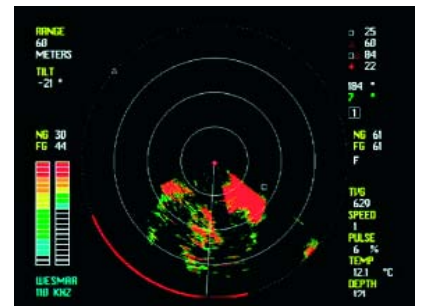 RANGE
60
METERS
TILT
-21 °
NG 30
FG 44
WESMAR
110 KHZ
25
60
84
22
184 °
7 °
1
NG 61
FG 61
F
TVG
629
SPEED
1
PULSE
6 %
TEMP
12.1 °C
DEPTH
121